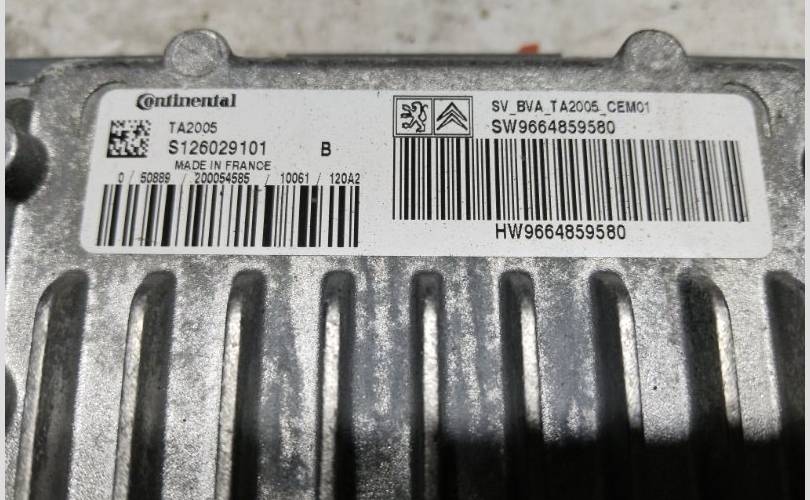 Continental
TA2005
S126029101 B
MADE IN FRANCE
0 / 50889 / 200054585 / 10061 / 120A2
SV_BVA_TA2005_CEM01
SW9664859580
HW9664859580